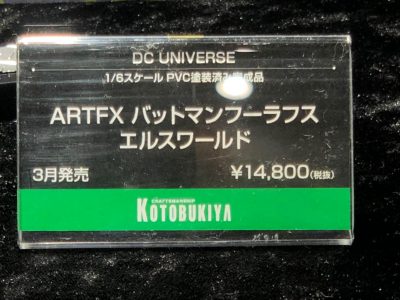 DC UNIVERSE
1/6スケール PVC塗装済み完成品
ARTFX バットマンフーラフス
エルスワールド
3月発売 ¥14,800(税抜)
CRAFTSMANSHIP
KOTOBUKIYA